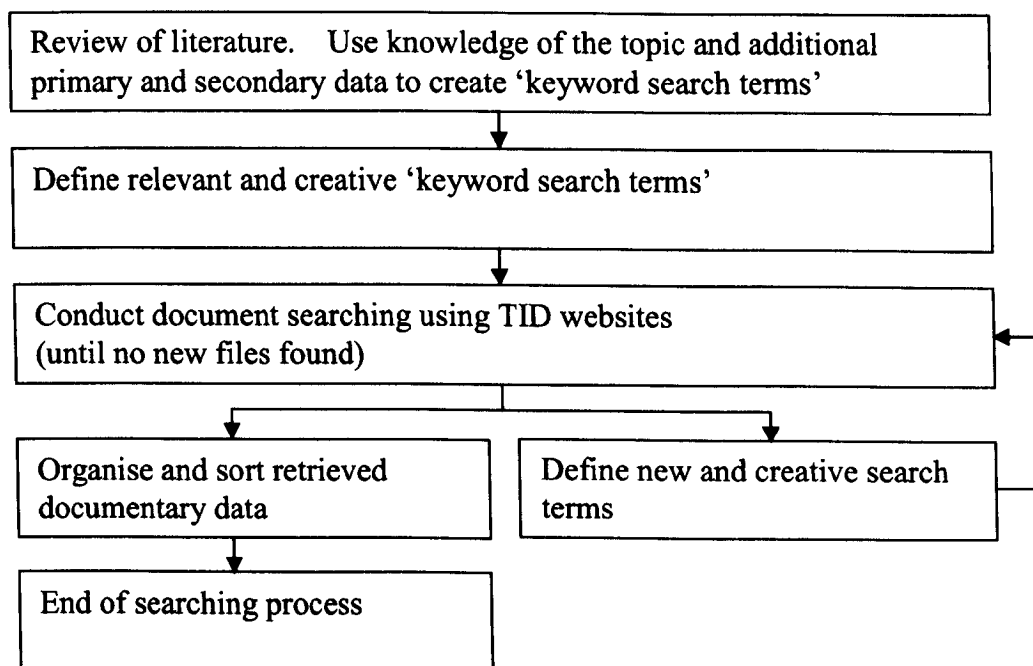 Review of literature. Use knowledge of the topic and additional
primary and secondary data to create ‘keyword search terms’
Define relevant and creative ‘keyword search terms’
Conduct document searching using TID websites
(until no new files found)
Organise and sort retrieved
documentary data
Define new and creative search
terms
End of searching process